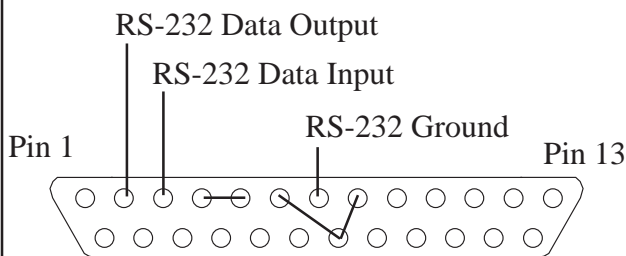 RS-232 Data Output
RS-232 Data Input
RS-232 Ground
Pin 1
Pin 13